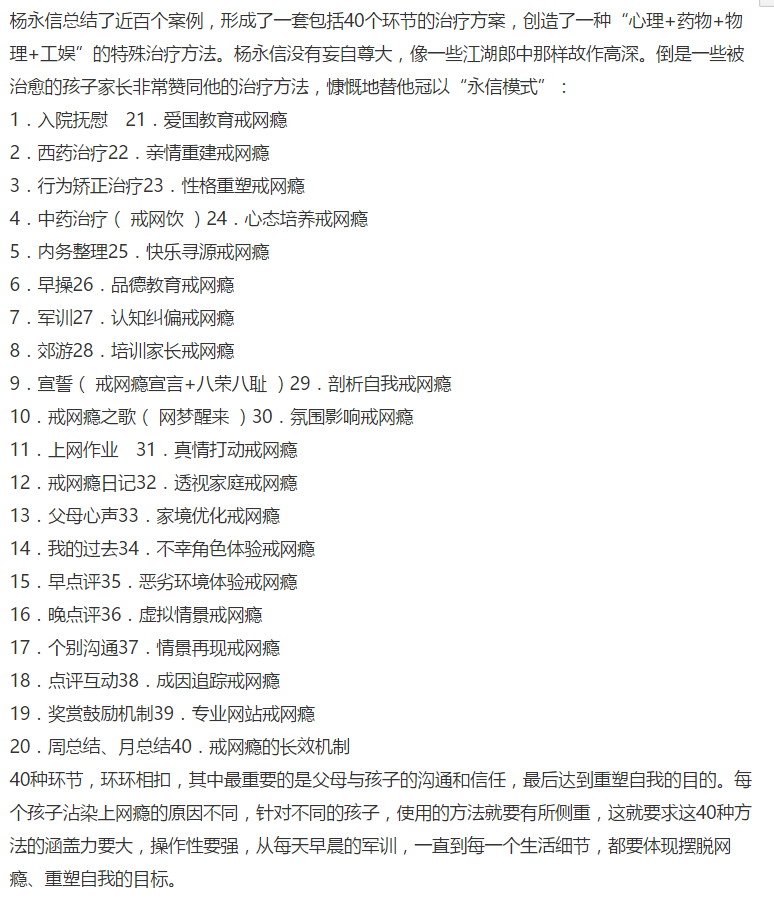 杨永信总结了近百个案例，形成了一套包括40个环节的治疗方案，创造了一种“心理+药物+物
理+工娱”的特殊治疗方法。杨永信没有妄自尊大，像一些江湖郎中那样故作高深。倒是一些被
治愈的孩子家长非常赞同他的治疗方法，慷慨地替他冠以“永信模式”：
1．入院抚慰　21．爱国教育戒网瘾
2．西药治疗22．亲情重建戒网瘾
3．行为矫正治疗23．性格重塑戒网瘾
4．中药治疗（ 戒网饮 ）24．心态培养戒网瘾
5．内务整理25．快乐寻源戒网瘾
6．早操26．品德教育戒网瘾
7．军训27．认知纠偏戒网瘾
8．郊游28．培训家长戒网瘾
9．宣誓（ 戒网瘾宣言+八荣八耻 ）29．剖析自我戒网瘾
10．戒网瘾之歌（ 网梦醒来 ）30．氛围影响戒网瘾
11．上网作业　31．真情打动戒网瘾
12．戒网瘾日记32．透视家庭戒网瘾
13．父母心声33．家境优化戒网瘾
14．我的过去34．不幸角色体验戒网瘾
15．早点评35．恶劣环境体验戒网瘾
16．晚点评36．虚拟情景戒网瘾
17．个别沟通37．情景再现戒网瘾
18．点评互动38．成因追踪戒网瘾
19．奖赏鼓励机制39．专业网站戒网瘾
20．周总结、月总结40．戒网瘾的长效机制
40种环节，环环相扣，其中最重要的是父母与孩子的沟通和信任，最后达到重塑自我的目的。每
个孩子沾染上网瘾的原因不同，针对不同的孩子，使用的方法就要有所侧重，这就要求这40种方
法的涵盖力要大，操作性要强，从每天早晨的军训，一直到每一个生活细节，都要体现摆脱网
瘾、重塑自我的目标。